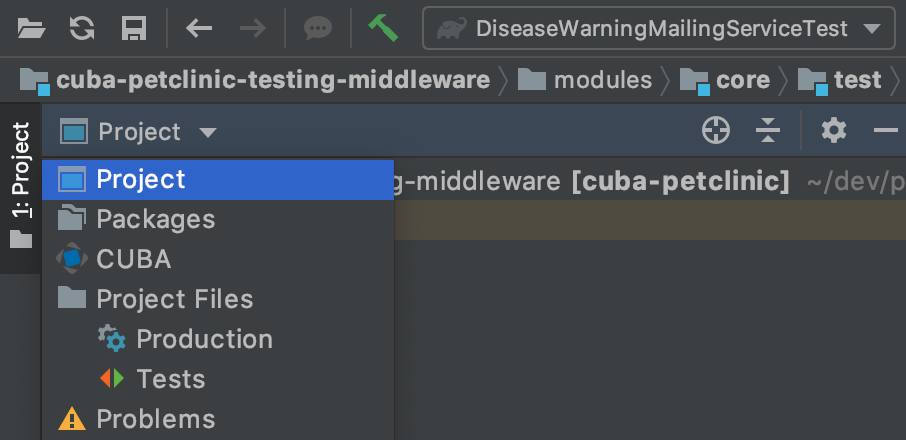 DiseaseWarningMailingServiceTest
cuba-petclinic-testing-middleware modules core test
1: Project
Project
Project
g-middleware [cuba-petclinic] ~/dev/p
Packages
CUBA
Project Files
Production
Tests
Problems